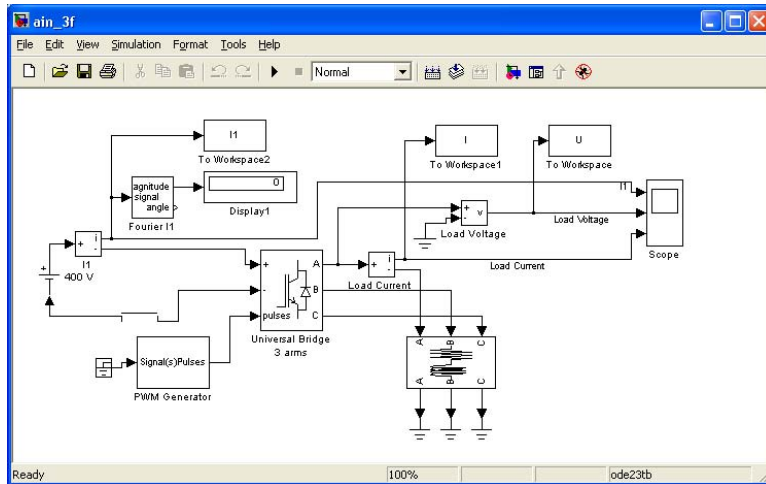 ain_3f
File Edit View Simulation Format Tools Help
Normal
I1
To Workspace2
I
To Workspace1
U
To Workspace
agnitude
signal
angle
Fourier I1
0
Display1
I1
+
-
v
Load Voltage
Load Voltage
Scope
+ i
-
I1
+
400 V
+
-
pulses
A
B
C
Universal Bridge
3 arms
+ i
-
Load Current
Load Current
Signal(s)Pulses
PWM Generator
A B C
A B C
Ready 100% ode23tb